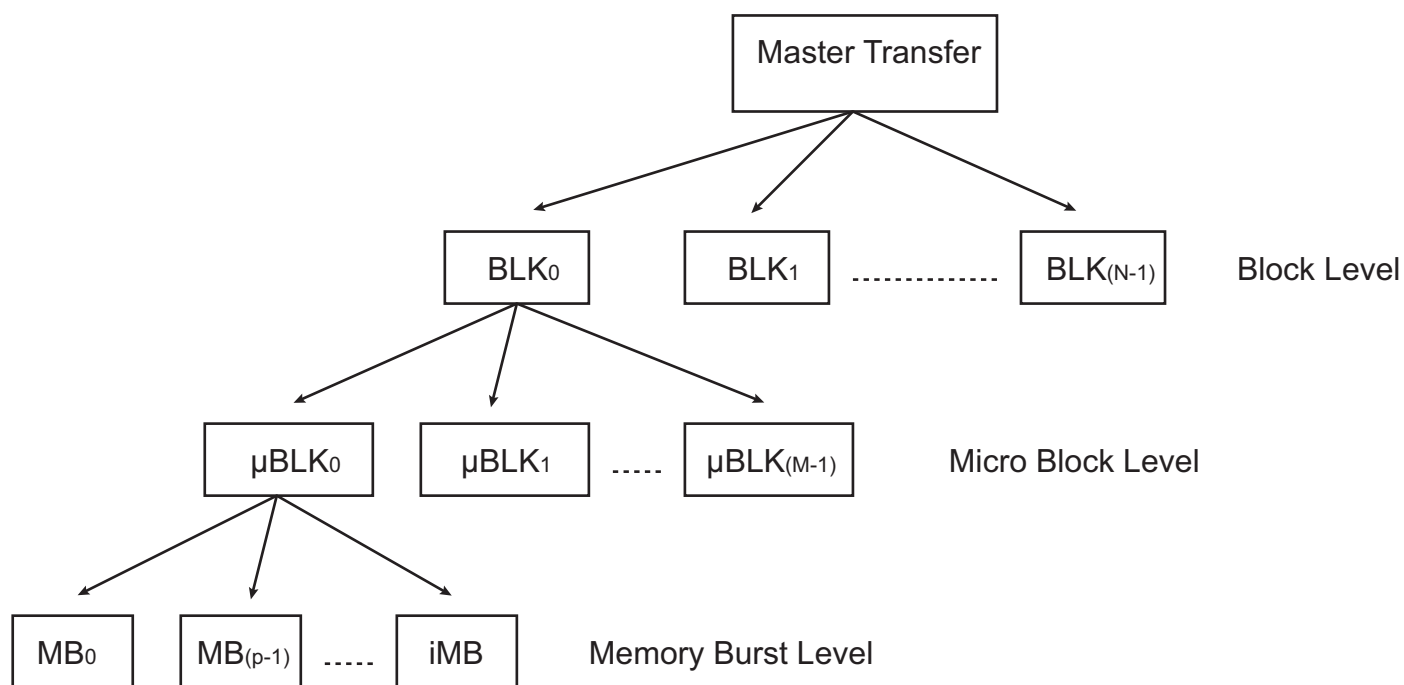 Master Transfer
BLK0 BLK1 BLK(N-1) Block Level
µBLK0 µBLK1 µBLK(M-1) Micro Block Level
MB0 MB(p-1) iMB Memory Burst Level